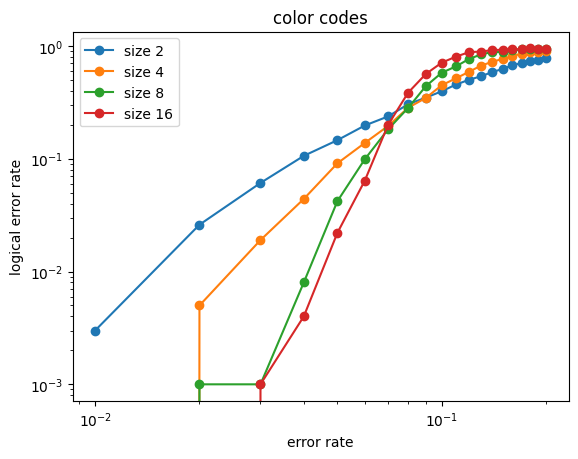 color codes
size 2
size 4
size 8
size 16
10⁰
10⁻¹
10⁻²
10⁻³
logical error rate
10⁻²
10⁻¹
error rate